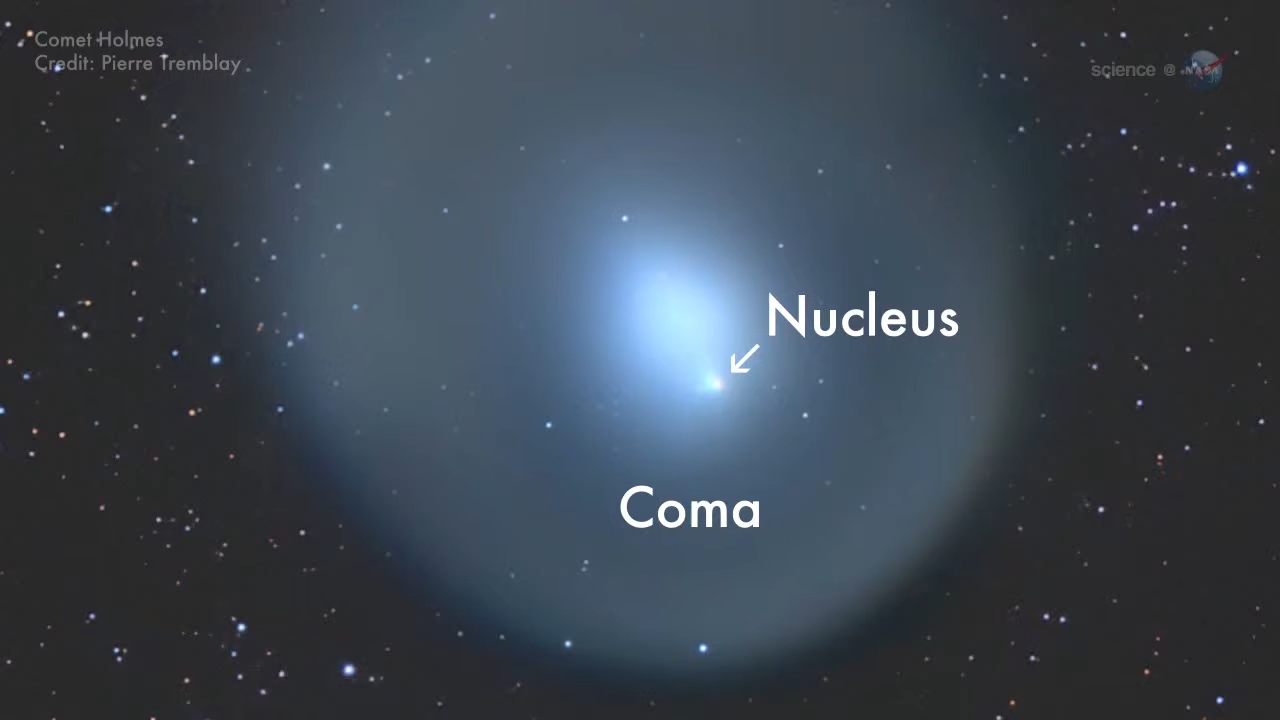 Comet Holmes
Credit: Pierre Tremblay
science @ NASA
Nucleus
Coma